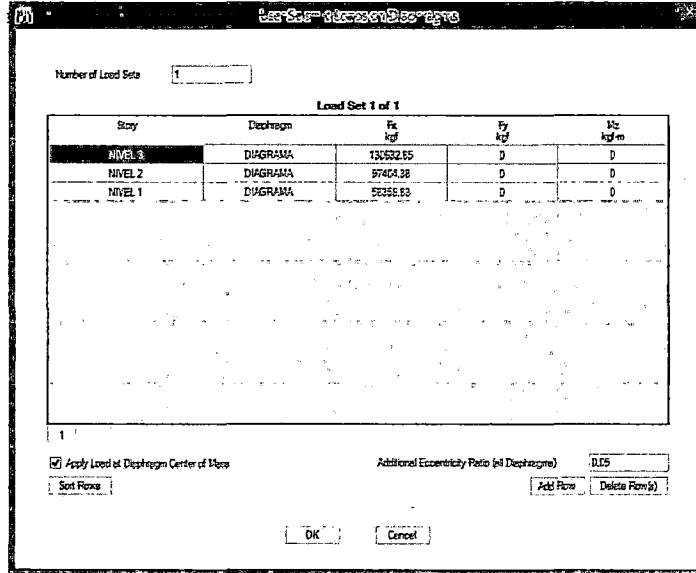 Number of Load Sets 1
Load Set 1 of 1
Story Diaphragm Fx Fy Mz
kgf kgf kgf-m
NIVEL 3 DIAGRAMA 0 0
NIVEL 2 DIAGRAMA 97404.38 0 0
NIVEL 1 DIAGRAMA 0 0
1
Apply Load at Diaphragm Center of Mass Additional Eccentricity Ratio (all Diaphragms) 0.05
Sort Rows Add Row Delete Row(s)
OK Cancel